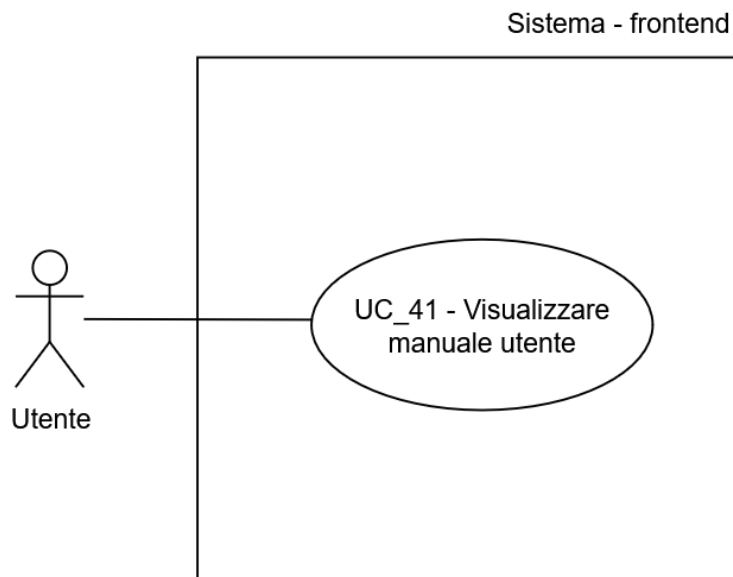 Sistema - frontend
UC_41 - Visualizzare
manuale utente
Utente